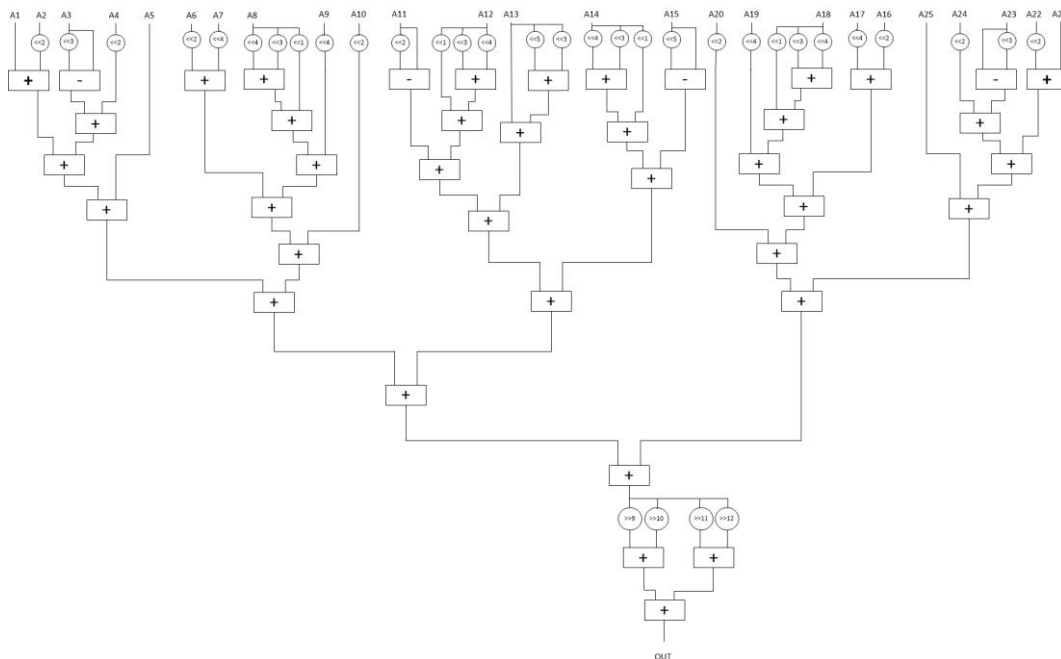 A1 A2 A3 A4 A5 A6 A7 A8 A9 A10 A11 A12 A13 A14 A15 A20 A19 A18 A17 A16 A25 A24 A23 A22
<<2 <<3 <<2 <<2 <<4 <<4 <<3 <<1 <<4 <<2 <<2 <<1 <<3 <<4 <<5 <<3 <<4 <<3 <<1 <<5 <<2 <<4 <<1 <<3 <<4 <<4 <<2 <<2 <<3 <<2
+ - + + - + + + - + + - +
+ + + + + + +
+ + + + + +
+ + + + +
+ +
+ + +
+
+
>>9 >>10 >>11 >>12
+ +
+
OUT